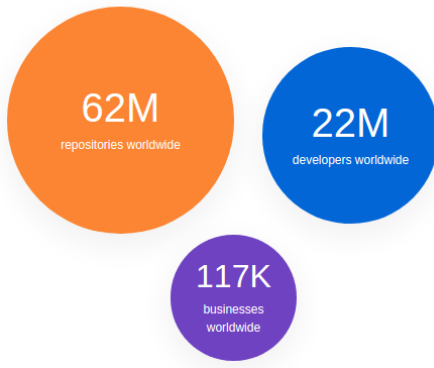 62M
repositories worldwide
22M
developers worldwide
117K
businesses
worldwide